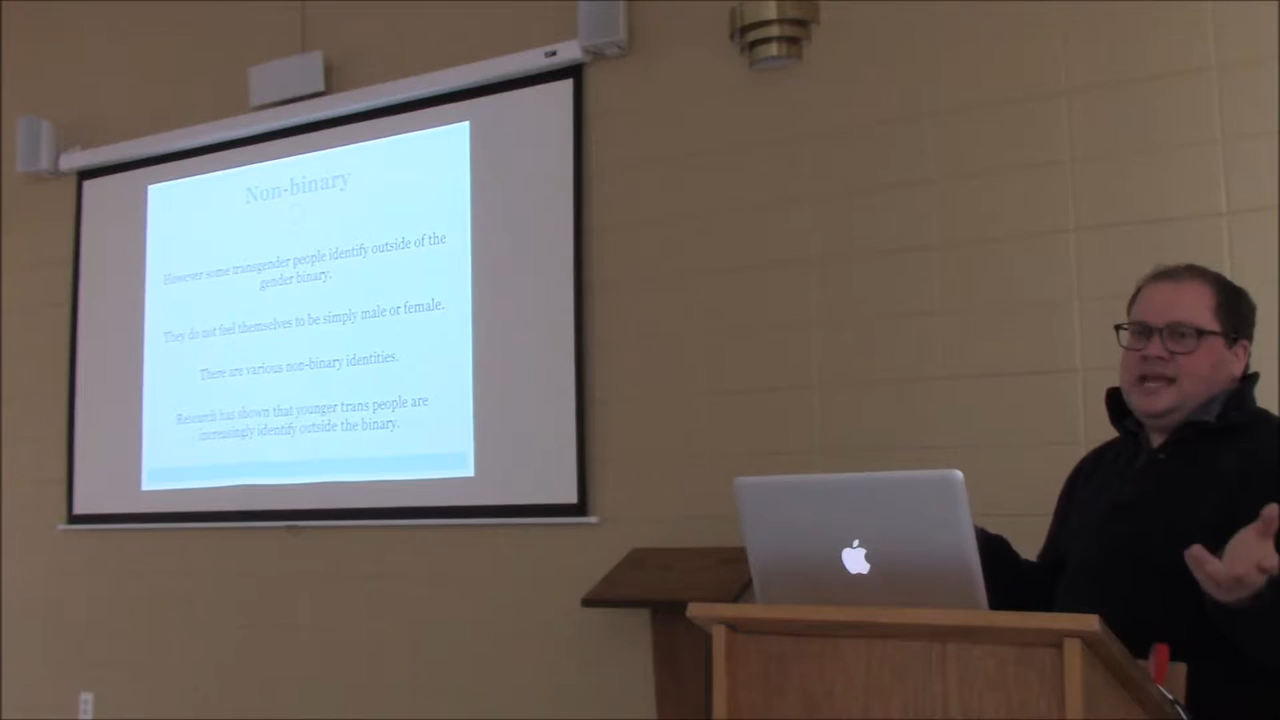 Non-binary
However some transgender people identify outside of the
gender binary.
They do not feel themselves to be simply male or female.
There are various non-binary identities.
Research has shown that younger trans people are
increasingly identify outside the binary.